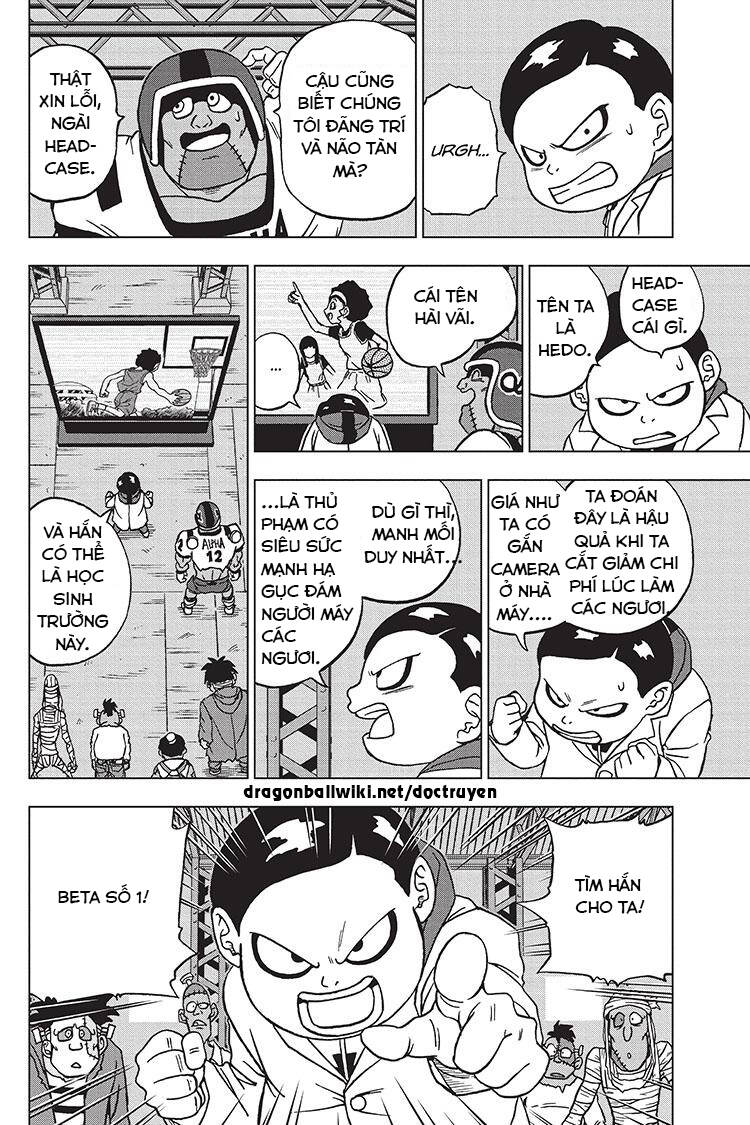 URGH...
CẬU CŨNG
BIẾT CHÚNG
TÔI ĐÃNG TRÍ
VÀ NÃO TÀN
MÀ?
THẬT
XIN LỖI,
NGÀI
HEAD-
CASE.
HEAD-
CASE
CÁI GÌ.
TÊN TA
LÀ
HEDO.
CÁI TÊN
HÀI VÃI.
...
TA ĐOÁN
ĐÂY LÀ HẬU
QUẢ KHI TA
CẮT GIẢM CHI
PHÍ LÚC LÀM
CÁC NGƯƠI.
GIÁ NHƯ
TA CÓ
GẮN
CAMERA
Ở NHÀ
MÁY....
DÙ GÌ THÌ,
MANH MỐI
DUY NHẤT...
...LÀ THỦ
PHẠM CÓ
SIÊU SỨC
MẠNH HẠ
GỤC ĐÁM
NGƯỜI MÁY
CÁC
NGƯƠI.
ALPHA
12
VÀ HẮN
CÓ THỂ
LÀ HỌC
SINH
TRƯỜNG
NÀY.
dragonballwiki.net/doctruyen
TÌM HẮN
CHO TA!
BETA SỐ 1!